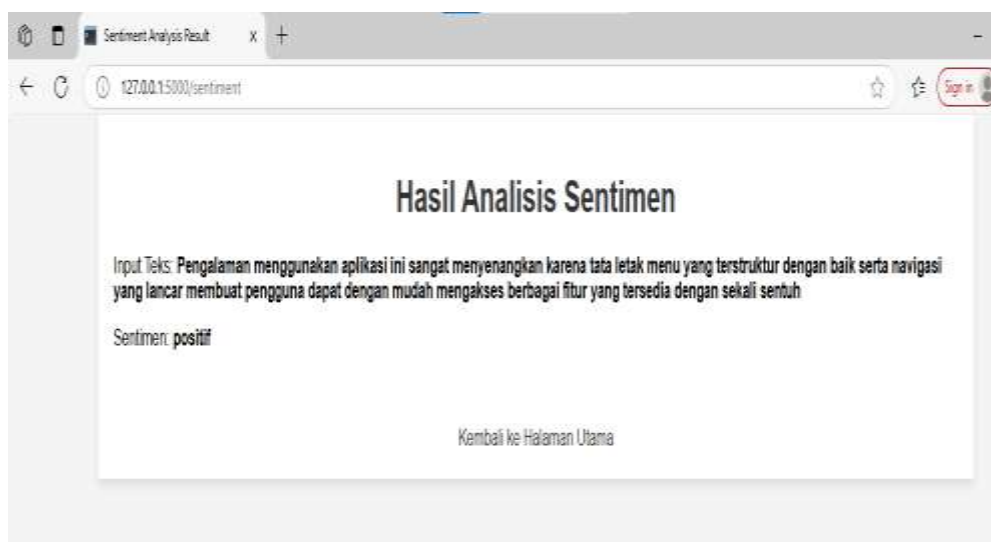 Sentiment Analysis Result
127.0.0.1:5000/sentiment
Sign in
Hasil Analisis Sentimen
Input Teks: Pengalaman menggunakan aplikasi ini sangat menyenangkan karena tata letak menu yang terstruktur dengan baik serta navigasi
yang lancar membuat pengguna dapat dengan mudah mengakses berbagai fitur yang tersedia dengan sekali sentuh
Sentimen: positif
Kembali ke Halaman Utama